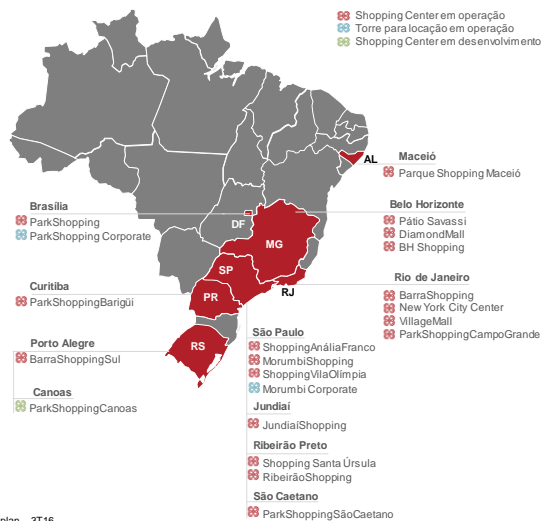 Shopping Center em operação
Torre para locação em operação
Shopping Center em desenvolvimento
AL
Maceió
Parque Shopping Maceió
Brasília
ParkShopping
ParkShopping Corporate
DF
MG
Belo Horizonte
Pátio Savassi
DiamondMall
BH Shopping
SP
Curitiba
ParkShoppingBarigüi
PR
RJ
Rio de Janeiro
BarraShopping
New York City Center
VillageMall
ParkShoppingCampoGrande
Porto Alegre
BarraShoppingSul
RS
Canoas
ParkShoppingCanoas
São Paulo
ShoppingAnáliaFranco
MorumbiShopping
ShoppingVilaOlímpia
Morumbi Corporate
Jundiaí
JundiaíShopping
Ribeirão Preto
Shopping Santa Úrsula
RibeirãoShopping
São Caetano
ParkShoppingSãoCaetano